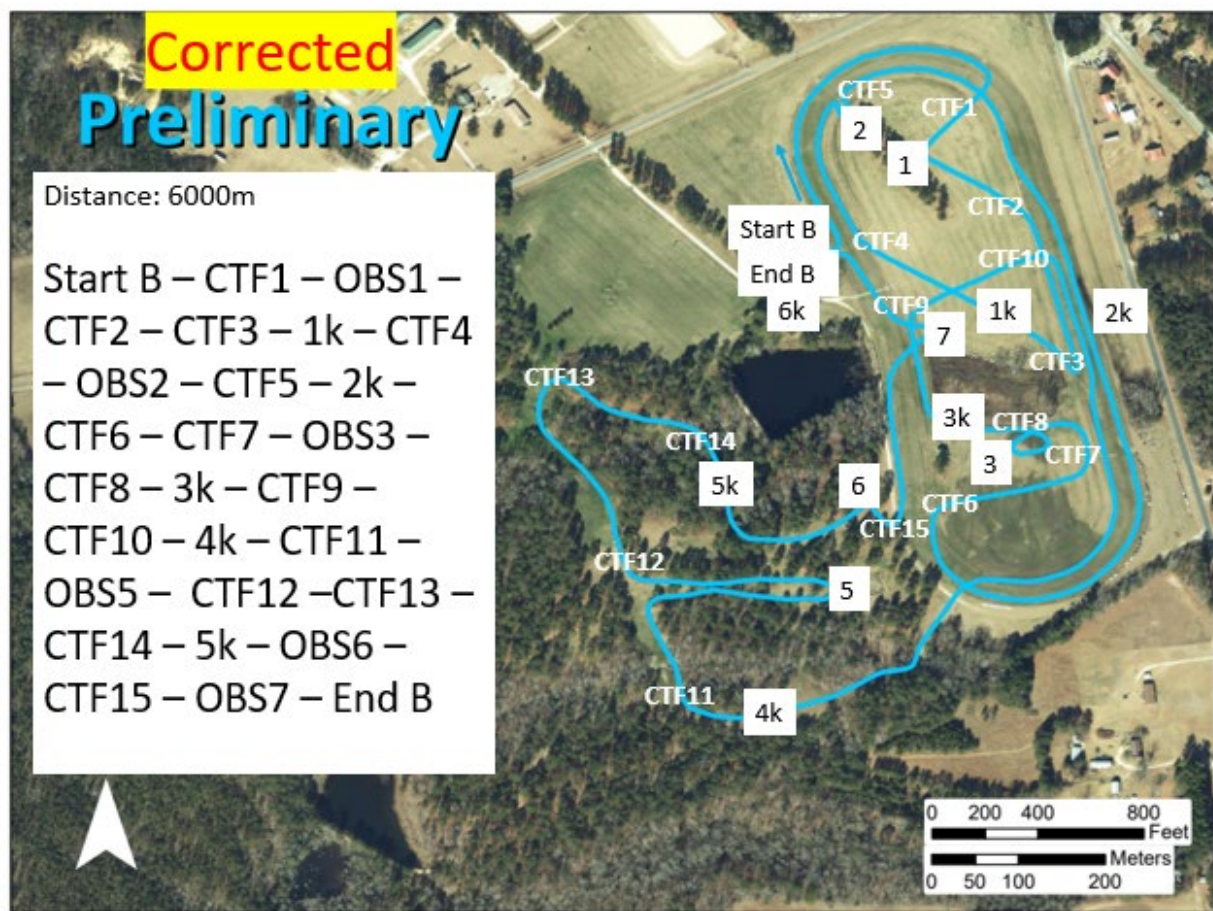 Corrected
Preliminary
Distance: 6000m
Start B – CTF1 – OBS1 –
CTF2 – CTF3 – 1k – CTF4
– OBS2 – CTF5 – 2k –
CTF6 – CTF7 – OBS3 –
CTF8 – 3k – CTF9 –
CTF10 – 4k – CTF11 –
OBS5 –  CTF12 –CTF13 –
CTF14 – 5k – OBS6 –
CTF15 – OBS7 – End B
CTF5
CTF1
2
1
CTF2
Start B
CTF4
End B
CTF10
6k
CTF9
1k
2k
7
CTF3
CTF13
3k
CTF8
CTF14
3
CTF7
5k
6
CTF6
CTF15
CTF12
5
CTF11
4k
0 200 400 800
Feet
Meters
0 50 100 200